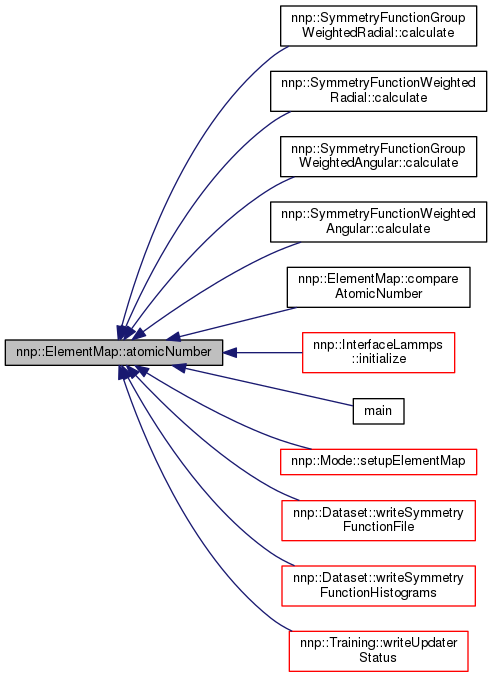 nnp::SymmetryFunctionGroup
WeightedRadial::calculate
nnp::SymmetryFunctionWeighted
Radial::calculate
nnp::SymmetryFunctionGroup
WeightedAngular::calculate
nnp::SymmetryFunctionWeighted
Angular::calculate
nnp::ElementMap::compare
AtomicNumber
nnp::ElementMap::atomicNumber
nnp::InterfaceLammps
::initialize
main
nnp::Mode::setupElementMap
nnp::Dataset::writeSymmetry
FunctionFile
nnp::Dataset::writeSymmetry
FunctionHistograms
nnp::Training::writeUpdater
Status